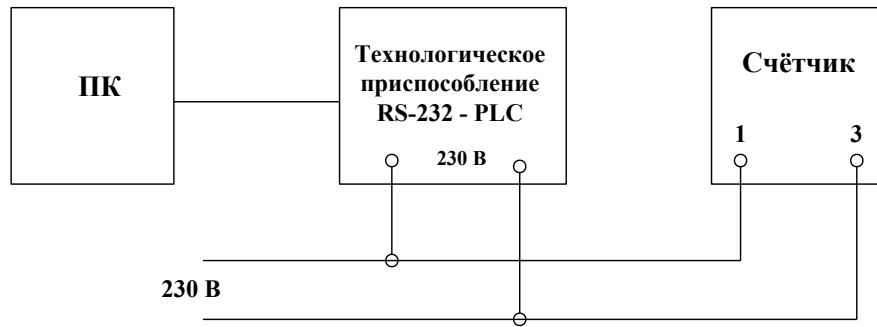 ПК
Технологическое
приспособление
RS-232 - PLC
230 В
Счётчик
1 3
230 В